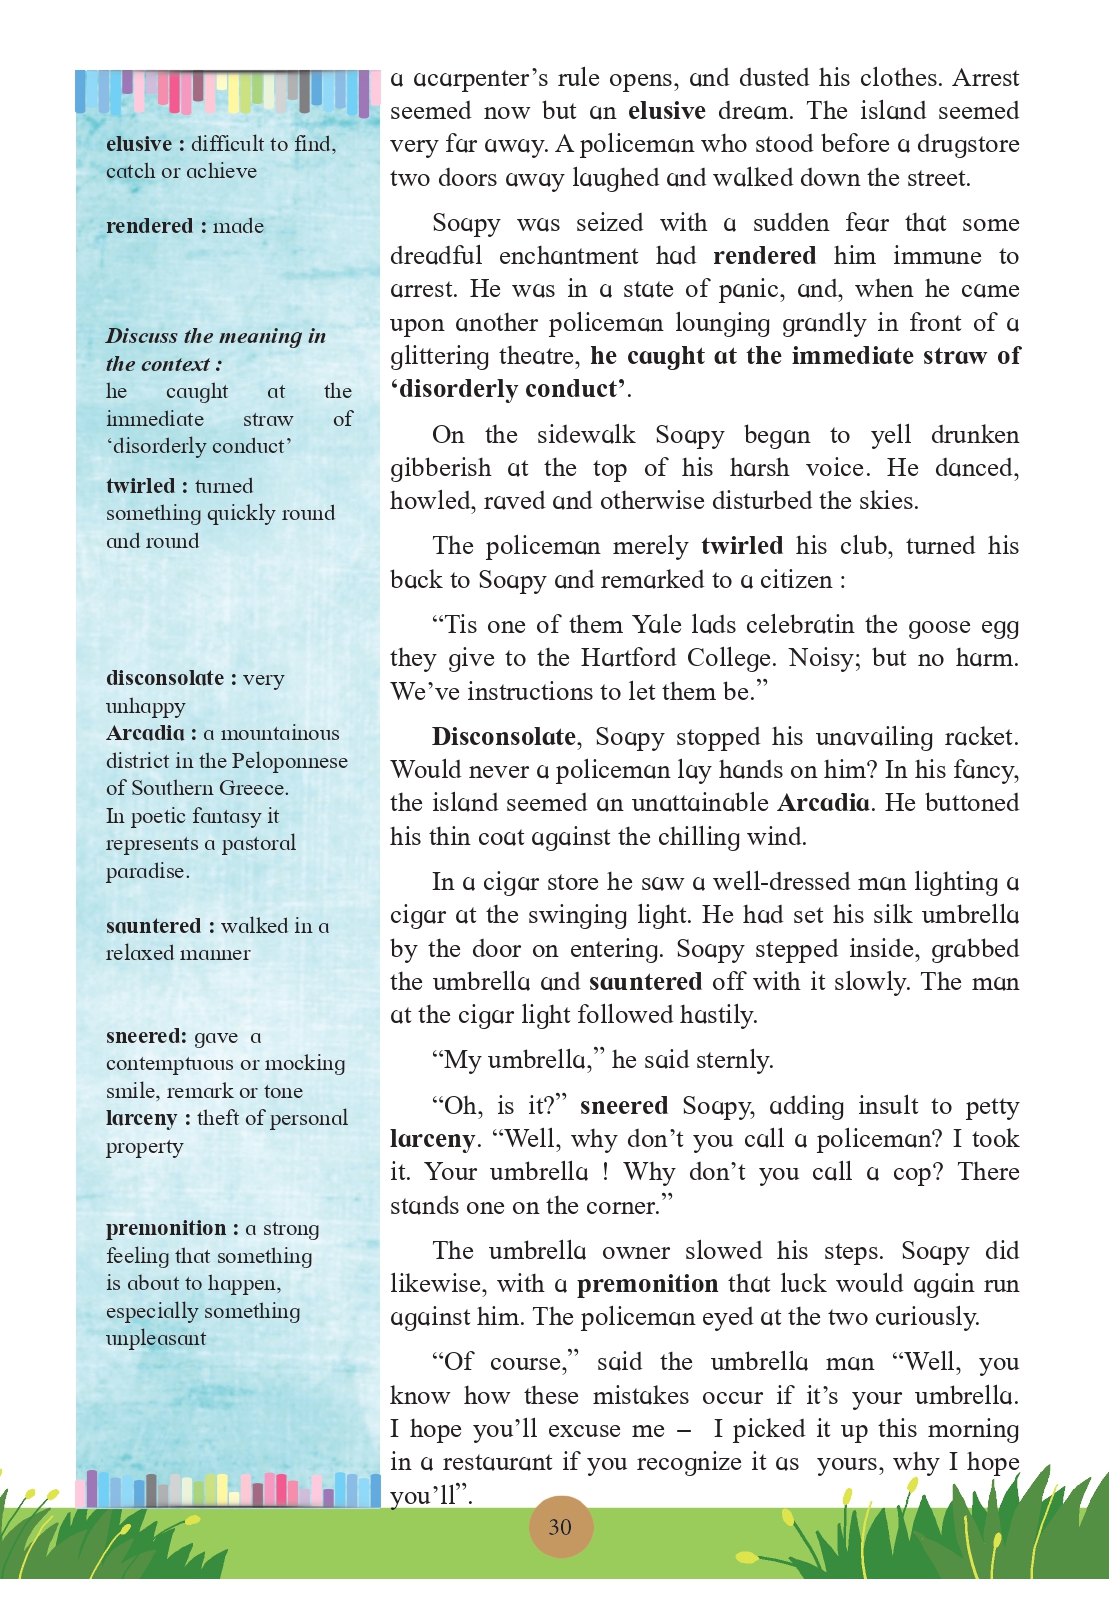 elusive : difficult to find,
catch or achieve
rendered : made
Discuss the meaning in
the context :
he caught at the
immediate straw of
‘disorderly conduct’
twirled : turned
something quickly round
and round
disconsolate : very
unhappy
Arcadia : a mountainous
district in the Peloponnese
of Southern Greece.
In poetic fantasy it
represents a pastoral
paradise.
sauntered : walked in a
relaxed manner
sneered: gave a
contemptuous or mocking
smile, remark or tone
larceny : theft of personal
property
premonition : a strong
feeling that something
is about to happen,
especially something
unpleasant
a acarpenter’s rule opens, and dusted his clothes. Arrest
seemed now but an elusive dream. The island seemed
very far away. A policeman who stood before a drugstore
two doors away laughed and walked down the street.
Soapy was seized with a sudden fear that some
dreadful enchantment had rendered him immune to
arrest. He was in a state of panic, and, when he came
upon another policeman lounging grandly in front of a
glittering theatre, he caught at the immediate straw of
‘disorderly conduct’.
On the sidewalk Soapy began to yell drunken
gibberish at the top of his harsh voice. He danced,
howled, raved and otherwise disturbed the skies.
The policeman merely twirled his club, turned his
back to Soapy and remarked to a citizen :
“Tis one of them Yale lads celebratin the goose egg
they give to the Hartford College. Noisy; but no harm.
We’ve instructions to let them be.”
Disconsolate, Soapy stopped his unavailing racket.
Would never a policeman lay hands on him? In his fancy,
the island seemed an unattainable Arcadia. He buttoned
his thin coat against the chilling wind.
In a cigar store he saw a well-dressed man lighting a
cigar at the swinging light. He had set his silk umbrella
by the door on entering. Soapy stepped inside, grabbed
the umbrella and sauntered off with it slowly. The man
at the cigar light followed hastily.
“My umbrella,” he said sternly.
“Oh, is it?” sneered Soapy, adding insult to petty
larceny. “Well, why don’t you call a policeman? I took
it. Your umbrella ! Why don’t you call a cop? There
stands one on the corner.”
The umbrella owner slowed his steps. Soapy did
likewise, with a premonition that luck would again run
against him. The policeman eyed at the two curiously.
“Of course,” said the umbrella man “Well, you
know how these mistakes occur if it’s your umbrella.
I hope you’ll excuse me – I picked it up this morning
in a restaurant if you recognize it as yours, why I hope
you’ll”.
30